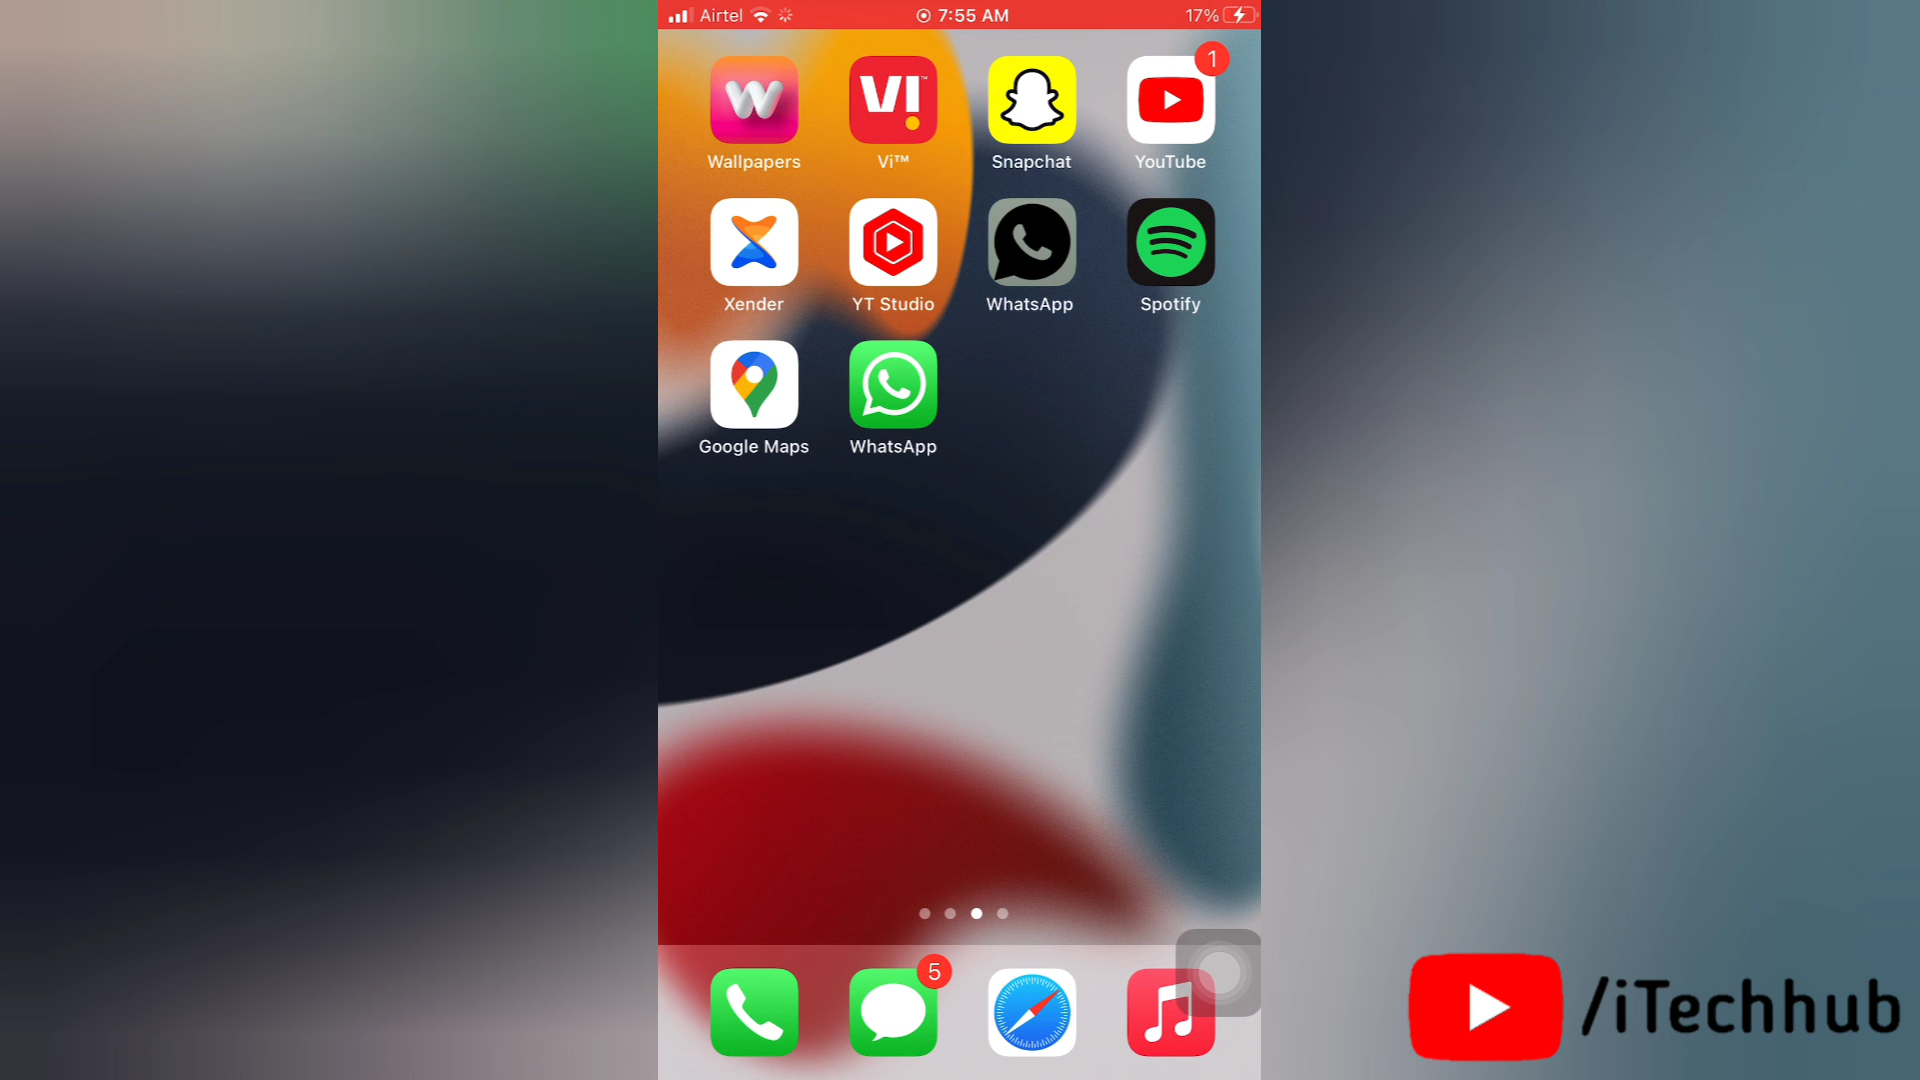 Airtel 7:55 AM 17%
1
W VI™
Wallpapers Vi™ Snapchat YouTube
Xender YT Studio WhatsApp Spotify
Google Maps WhatsApp
5
/iTechhub